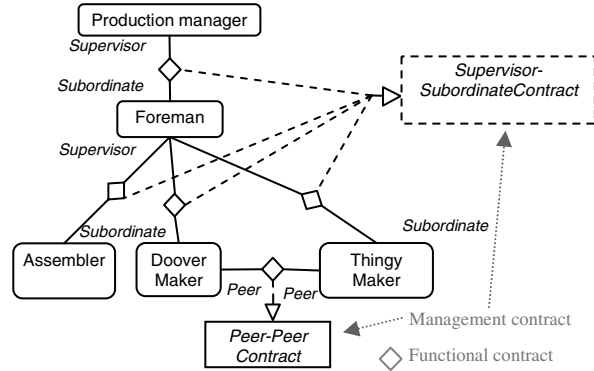 Production manager
Supervisor
Supervisor-
SubordinateContract
Subordinate
Foreman
Supervisor
Subordinate
Subordinate
Assembler
Doover
Maker
Thingy
Maker
Peer
Peer
Peer-Peer
Contract
Management contract
Functional contract